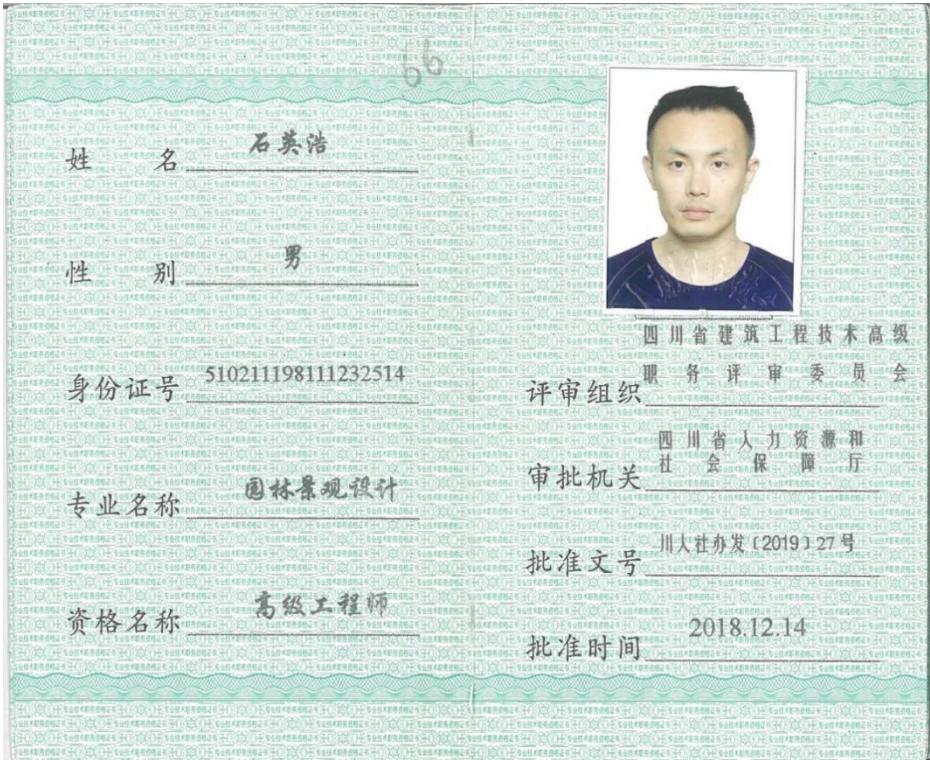 66
姓 名 石英浩
性 别 男
身份证号 510211198111232514
专业名称 园林景观设计
资格名称 高级工程师
四川省建筑工程技术高级
评审组织 职务评审委员会
四川省人力资源和
审批机关 社会保障厅
批准文号 川人社办发〔2019〕27号
批准时间 2018.12.14